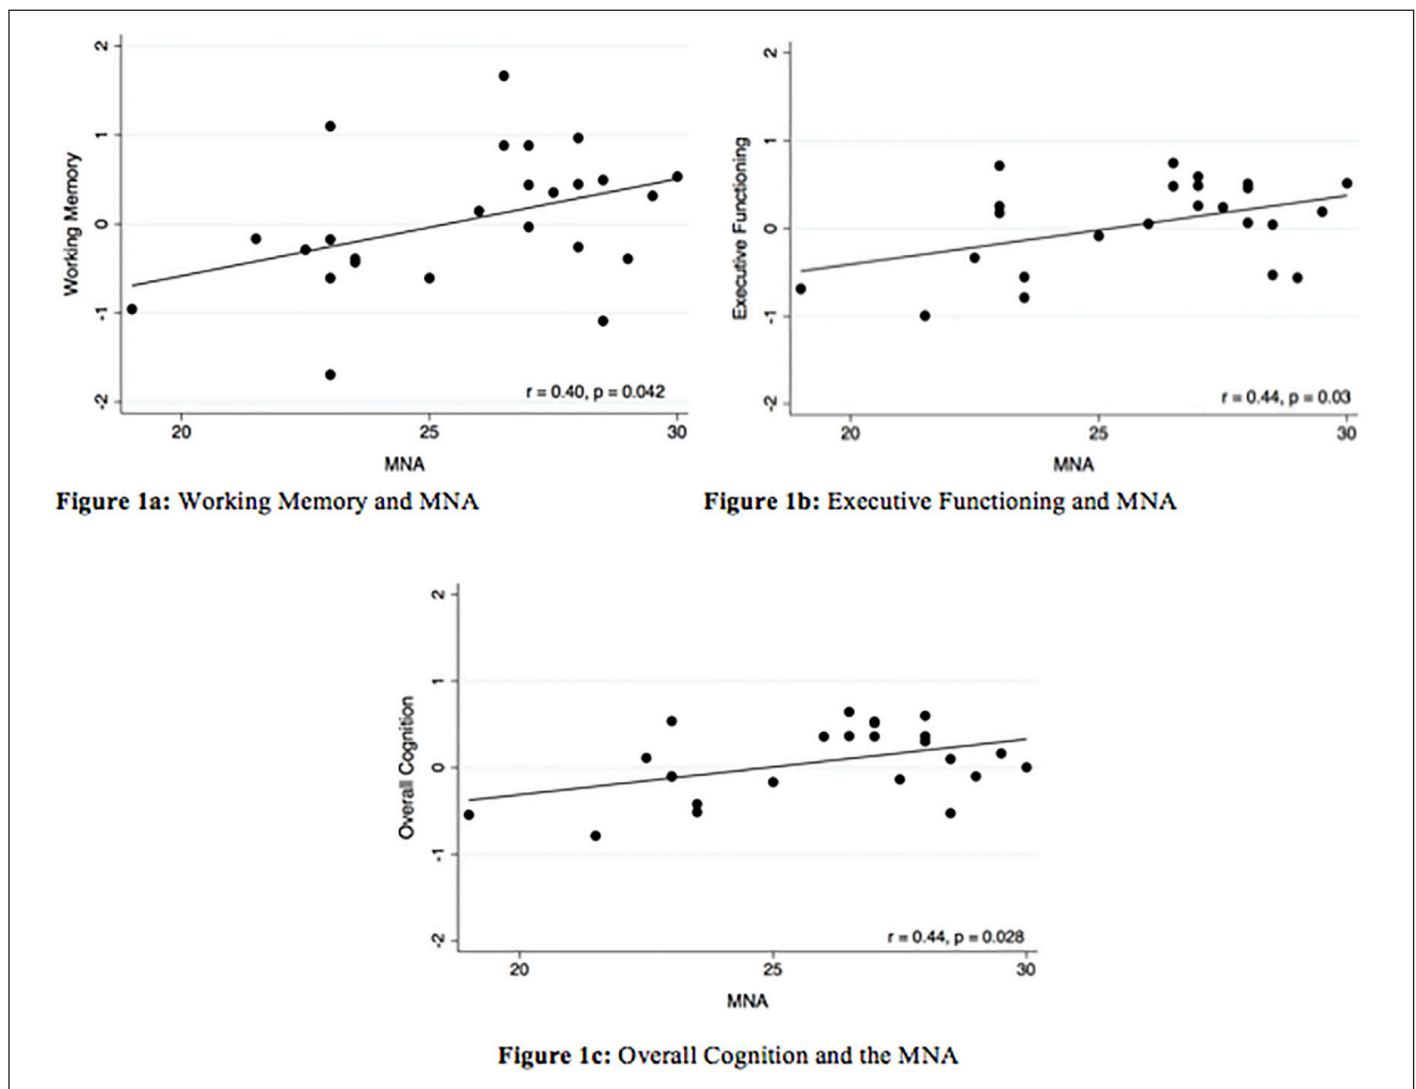 2
1
0
-1
-2
Working Memory
r = 0.40, p = 0.042
20 25 30
MNA
Figure 1a: Working Memory and MNA
2
1
0
-1
-2
Executive Functioning
r = 0.44, p = 0.03
20 25 30
MNA
Figure 1b: Executive Functioning and MNA
2
1
0
-1
-2
Overall Cognition
r = 0.44, p = 0.028
20 25 30
MNA
Figure 1c: Overall Cognition and the MNA